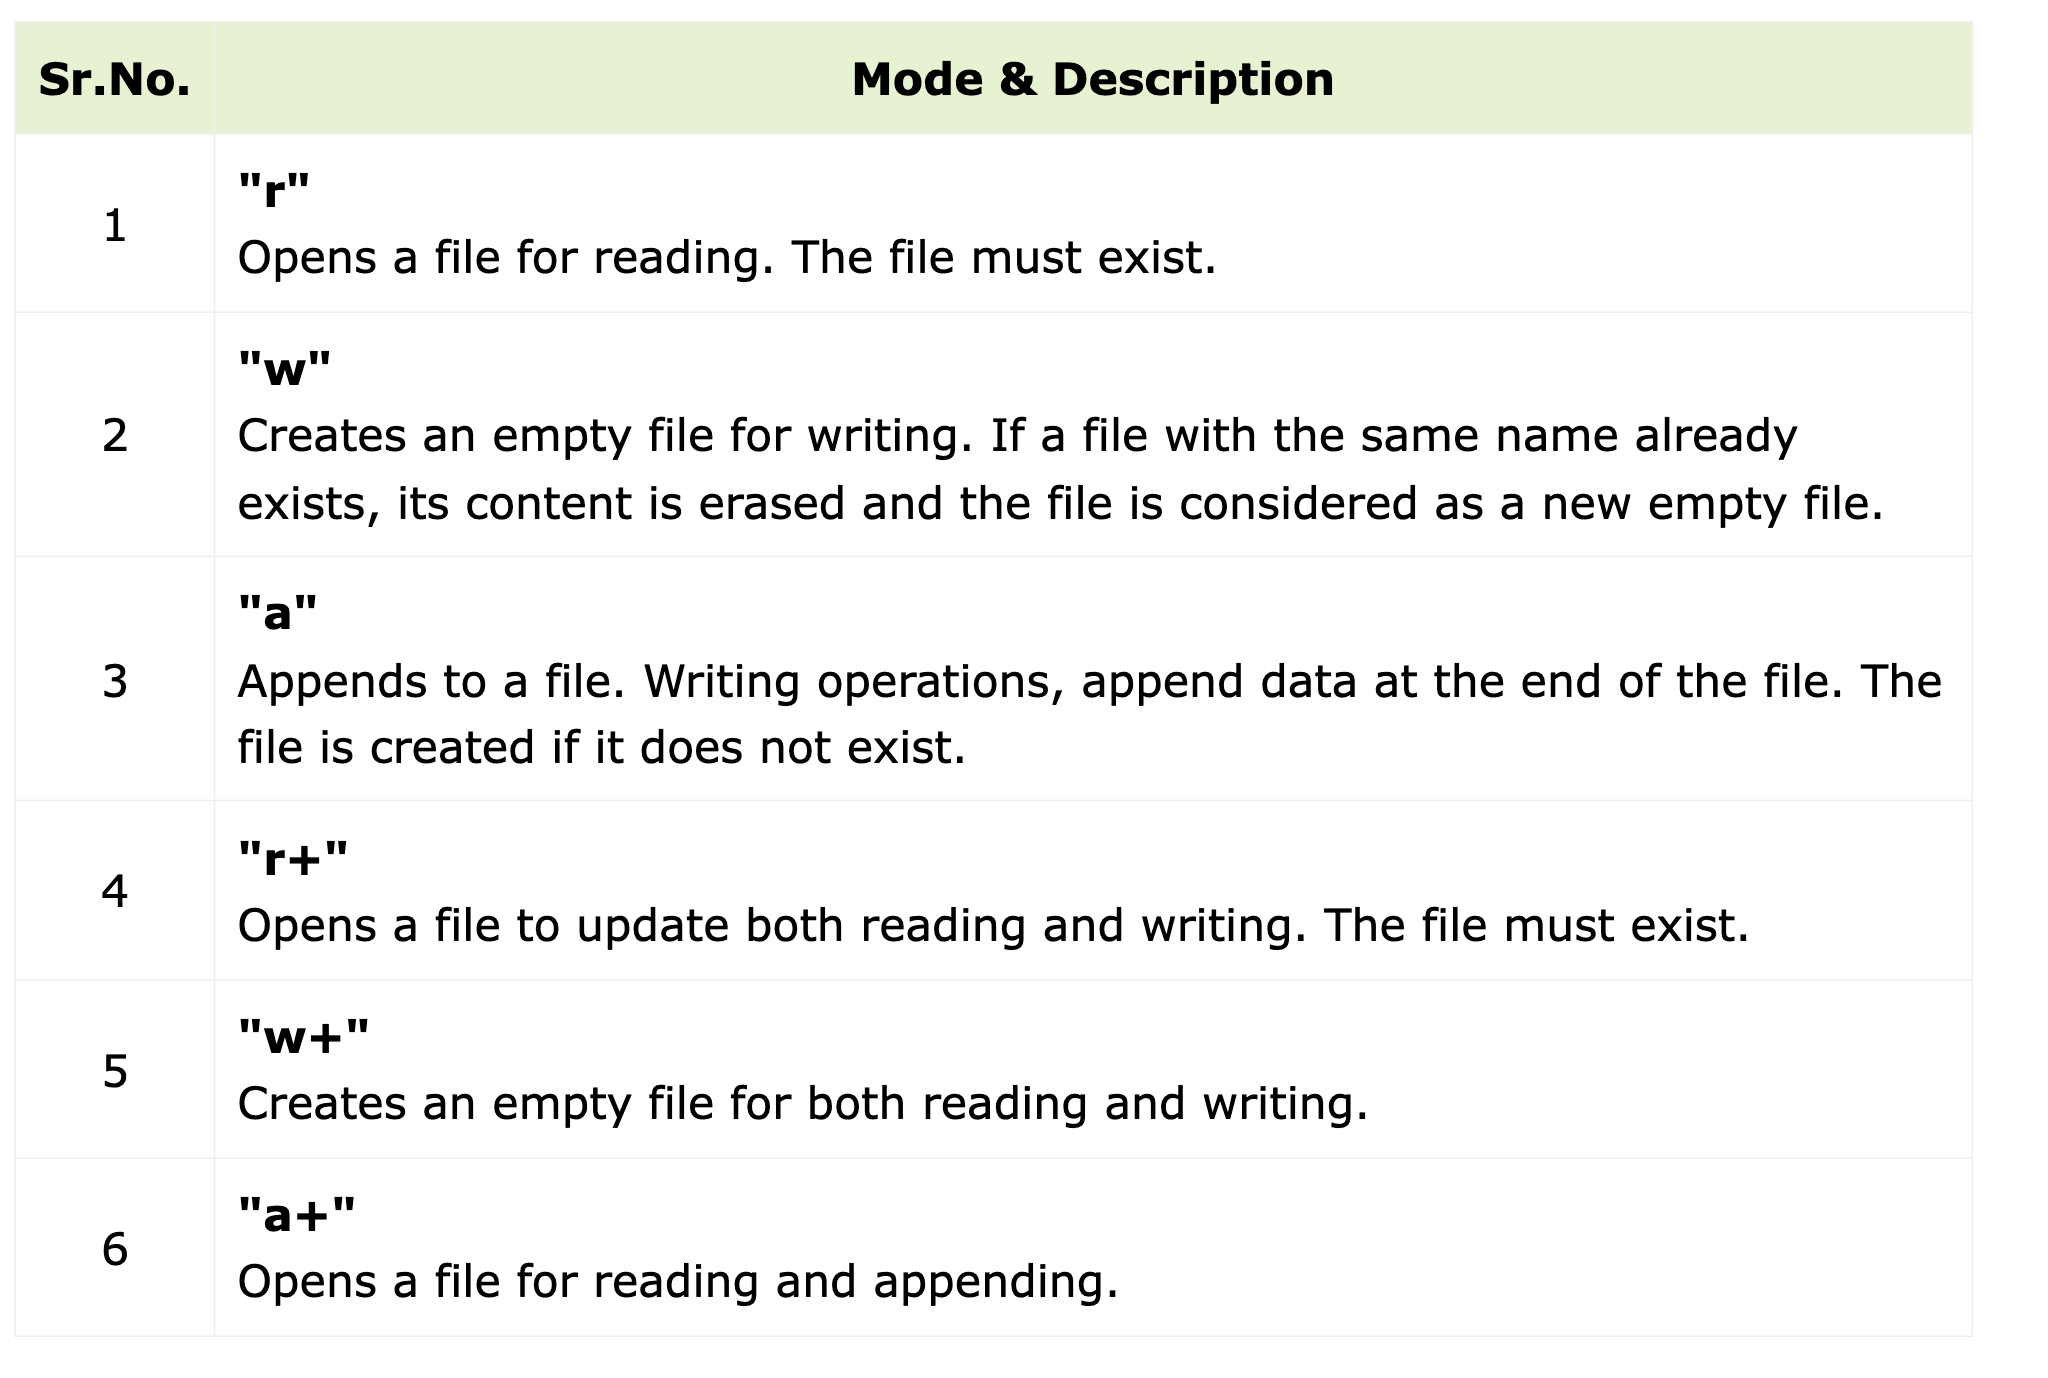 Sr.No. Mode & Description
1
"r"
Opens a file for reading. The file must exist.
2
"w"
Creates an empty file for writing. If a file with the same name already
exists, its content is erased and the file is considered as a new empty file.
3
"a"
Appends to a file. Writing operations, append data at the end of the file. The
file is created if it does not exist.
4
"r+"
Opens a file to update both reading and writing. The file must exist.
5
"w+"
Creates an empty file for both reading and writing.
6
"a+"
Opens a file for reading and appending.